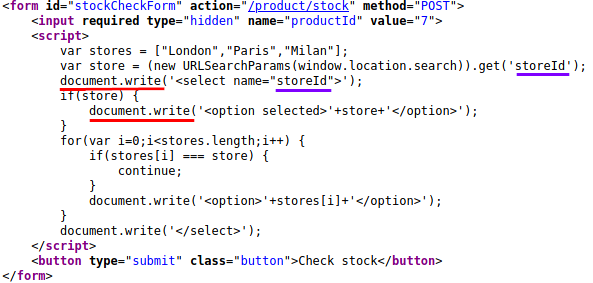 <form id="stockCheckForm" action="/product/stock" method="POST">
    <input required type="hidden" name="productId" value="7">
    <script>
        var stores = ["London","Paris","Milan"];
        var store = (new URLSearchParams(window.location.search)).get('storeId');
        document.write('<select name="storeId">');
        if(store) {
            document.write('<option selected>'+store+'</option>');
        }
        for(var i=0;i<stores.length;i++) {
            if(stores[i] === store) {
                continue;
            }
            document.write('<option>'+stores[i]+'</option>');
        }
        document.write('</select>');
    </script>
    <button type="submit" class="button">Check stock</button>
</form>